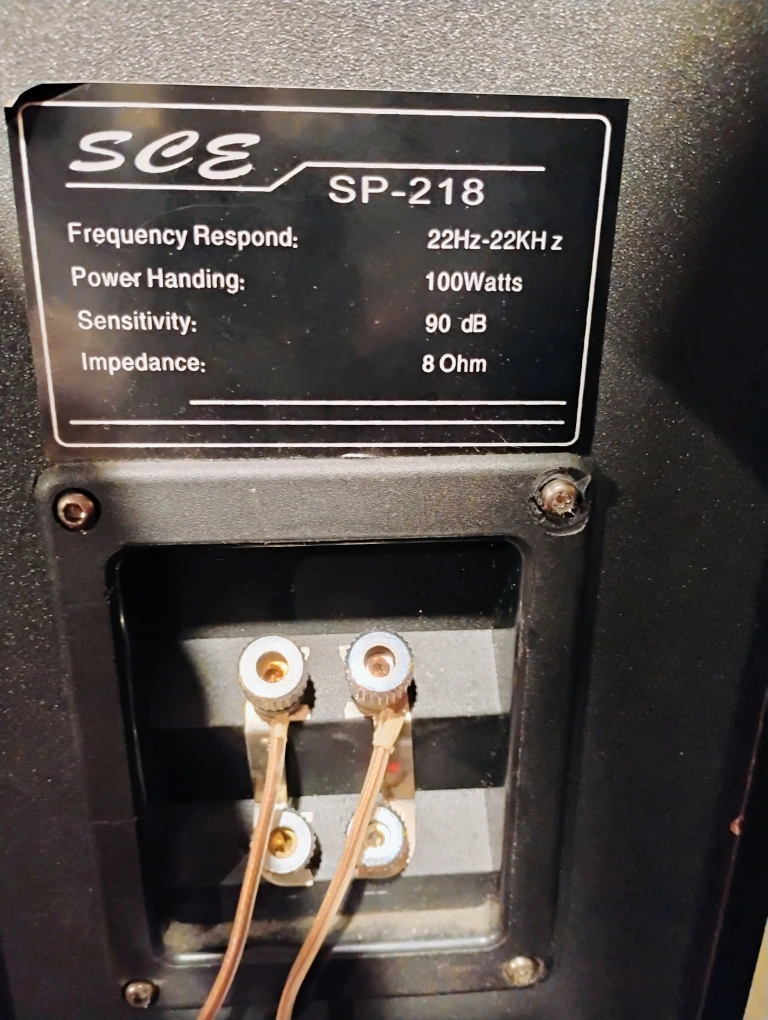 SCE
SP-218
Frequency Respond: 22Hz-22KHz
Power Handing: 100Watts
Sensitivity: 90 dB
Impedance: 8 Ohm